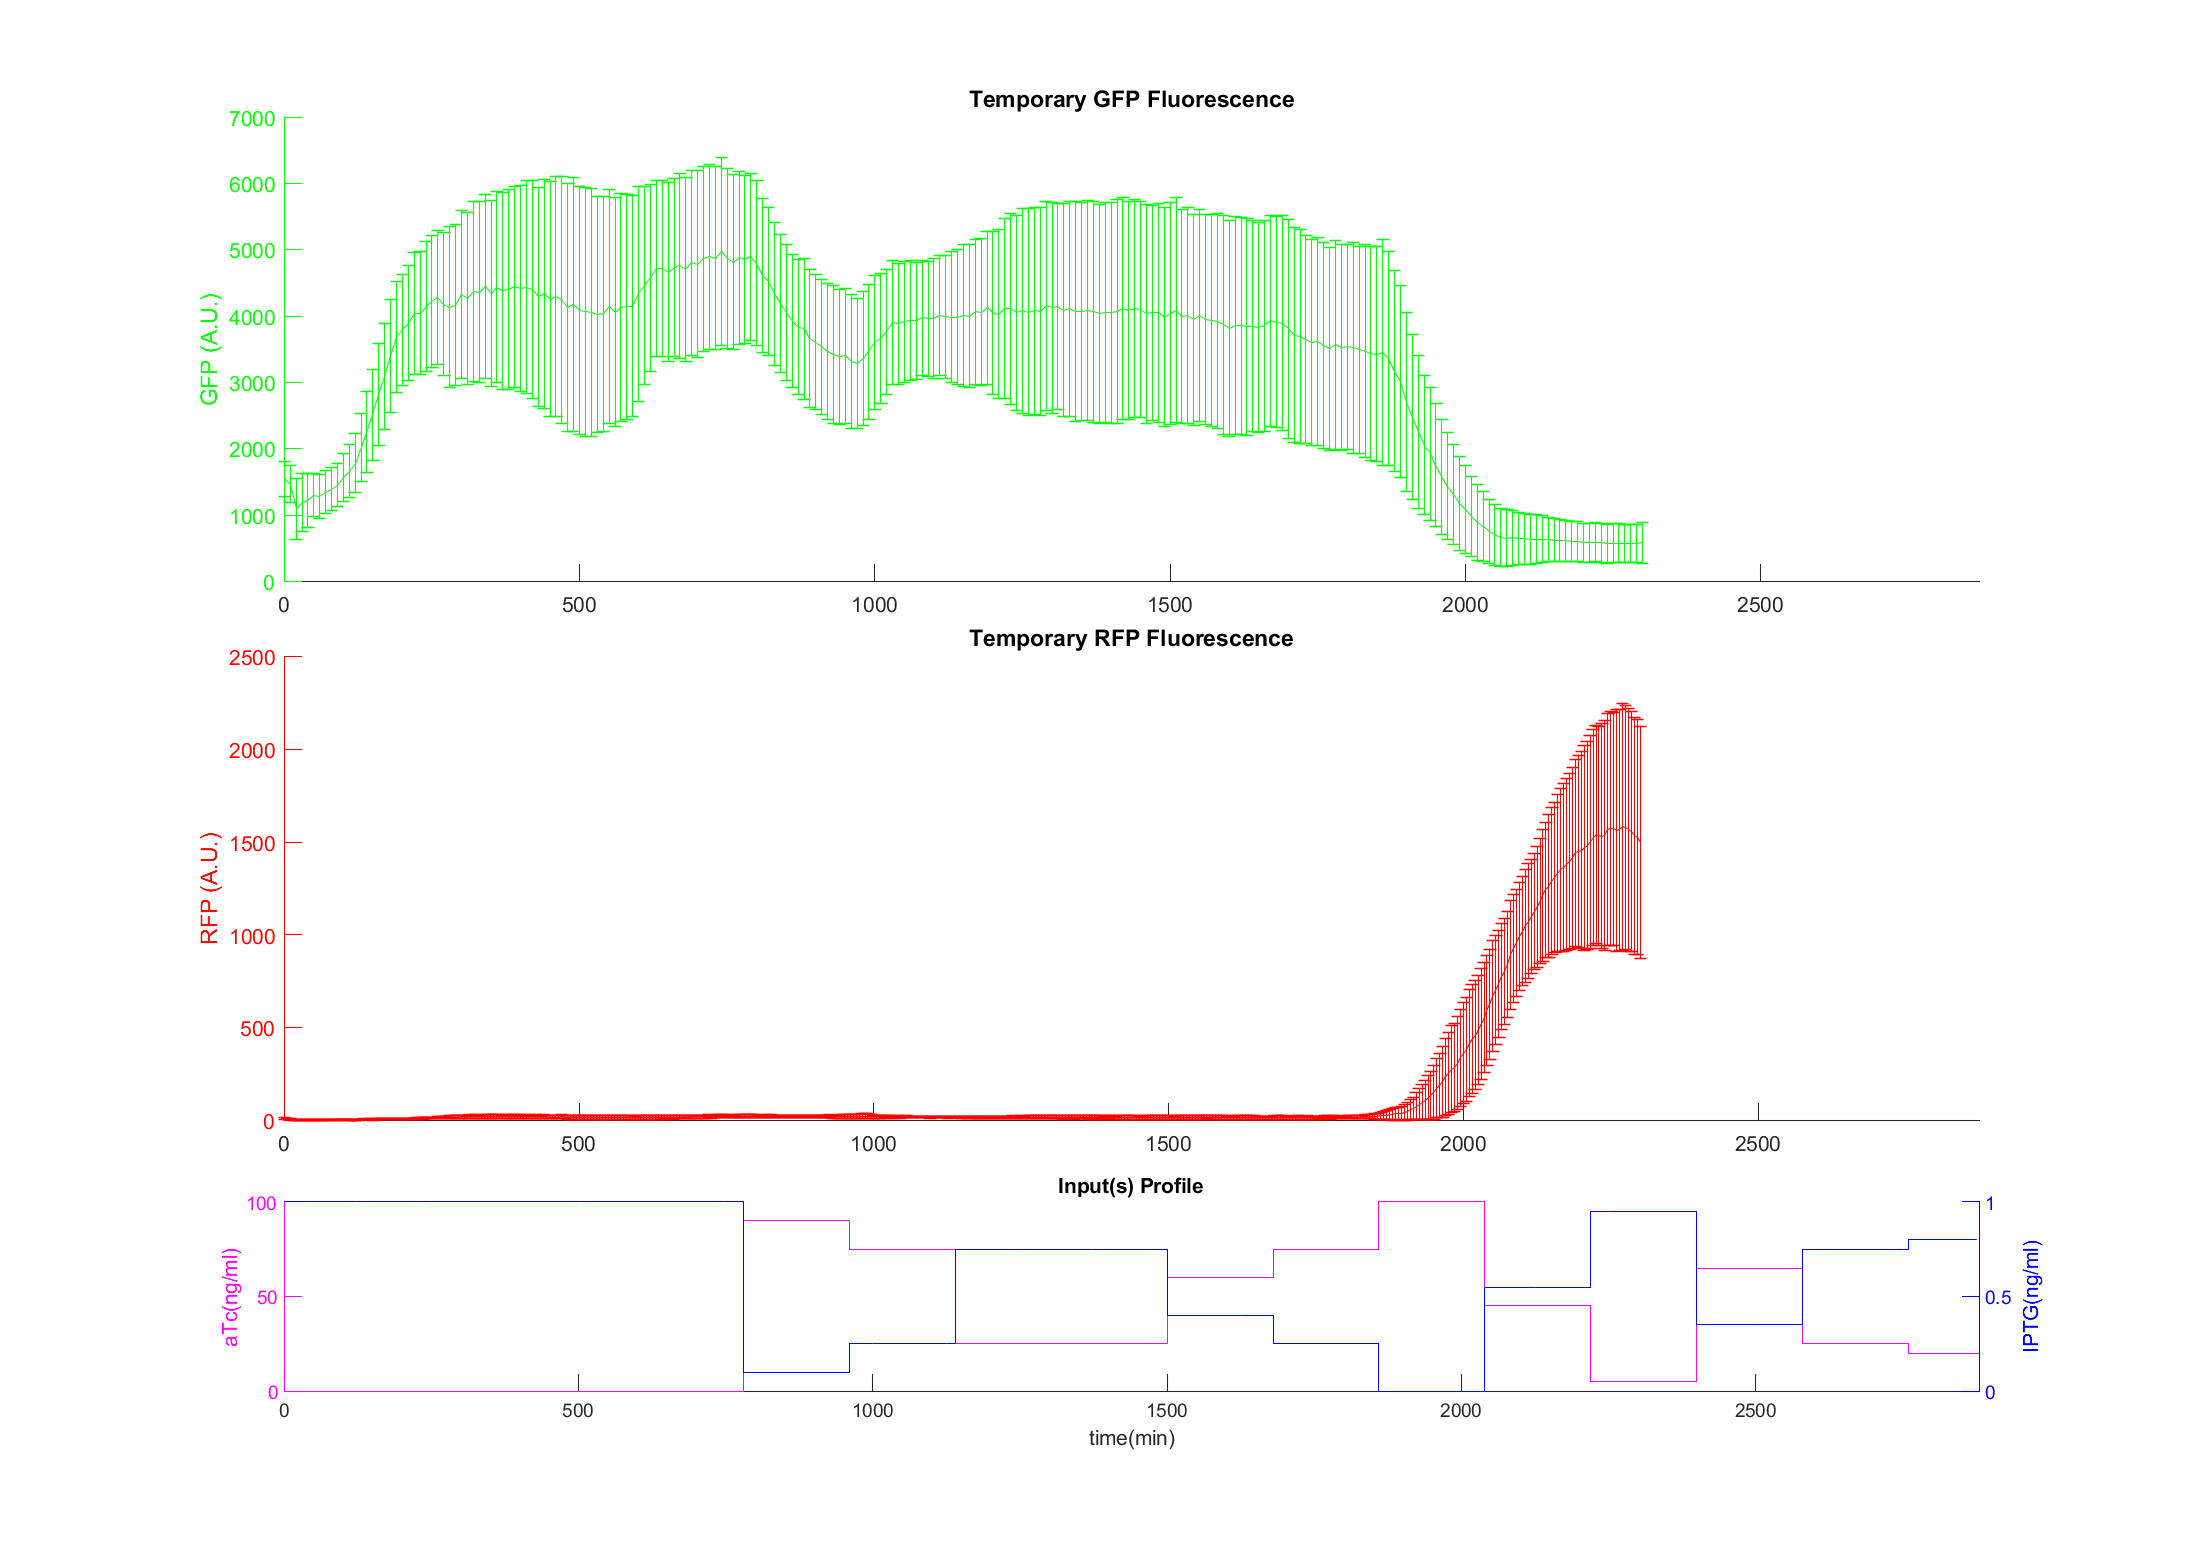 Temporary GFP Fluorescence
7000
6000
5000
4000
3000
2000
1000
0
GFP (A.U.)
0 500 1000 1500 2000 2500
Temporary RFP Fluorescence
2500
2000
1500
1000
500
0
RFP (A.U.)
0 500 1000 1500 2000 2500
Input(s) Profile
100
50
0
aTc(ng/ml)
1
0.5
0
IPTG(ng/ml)
0 500 1000 1500 2000 2500
time(min)